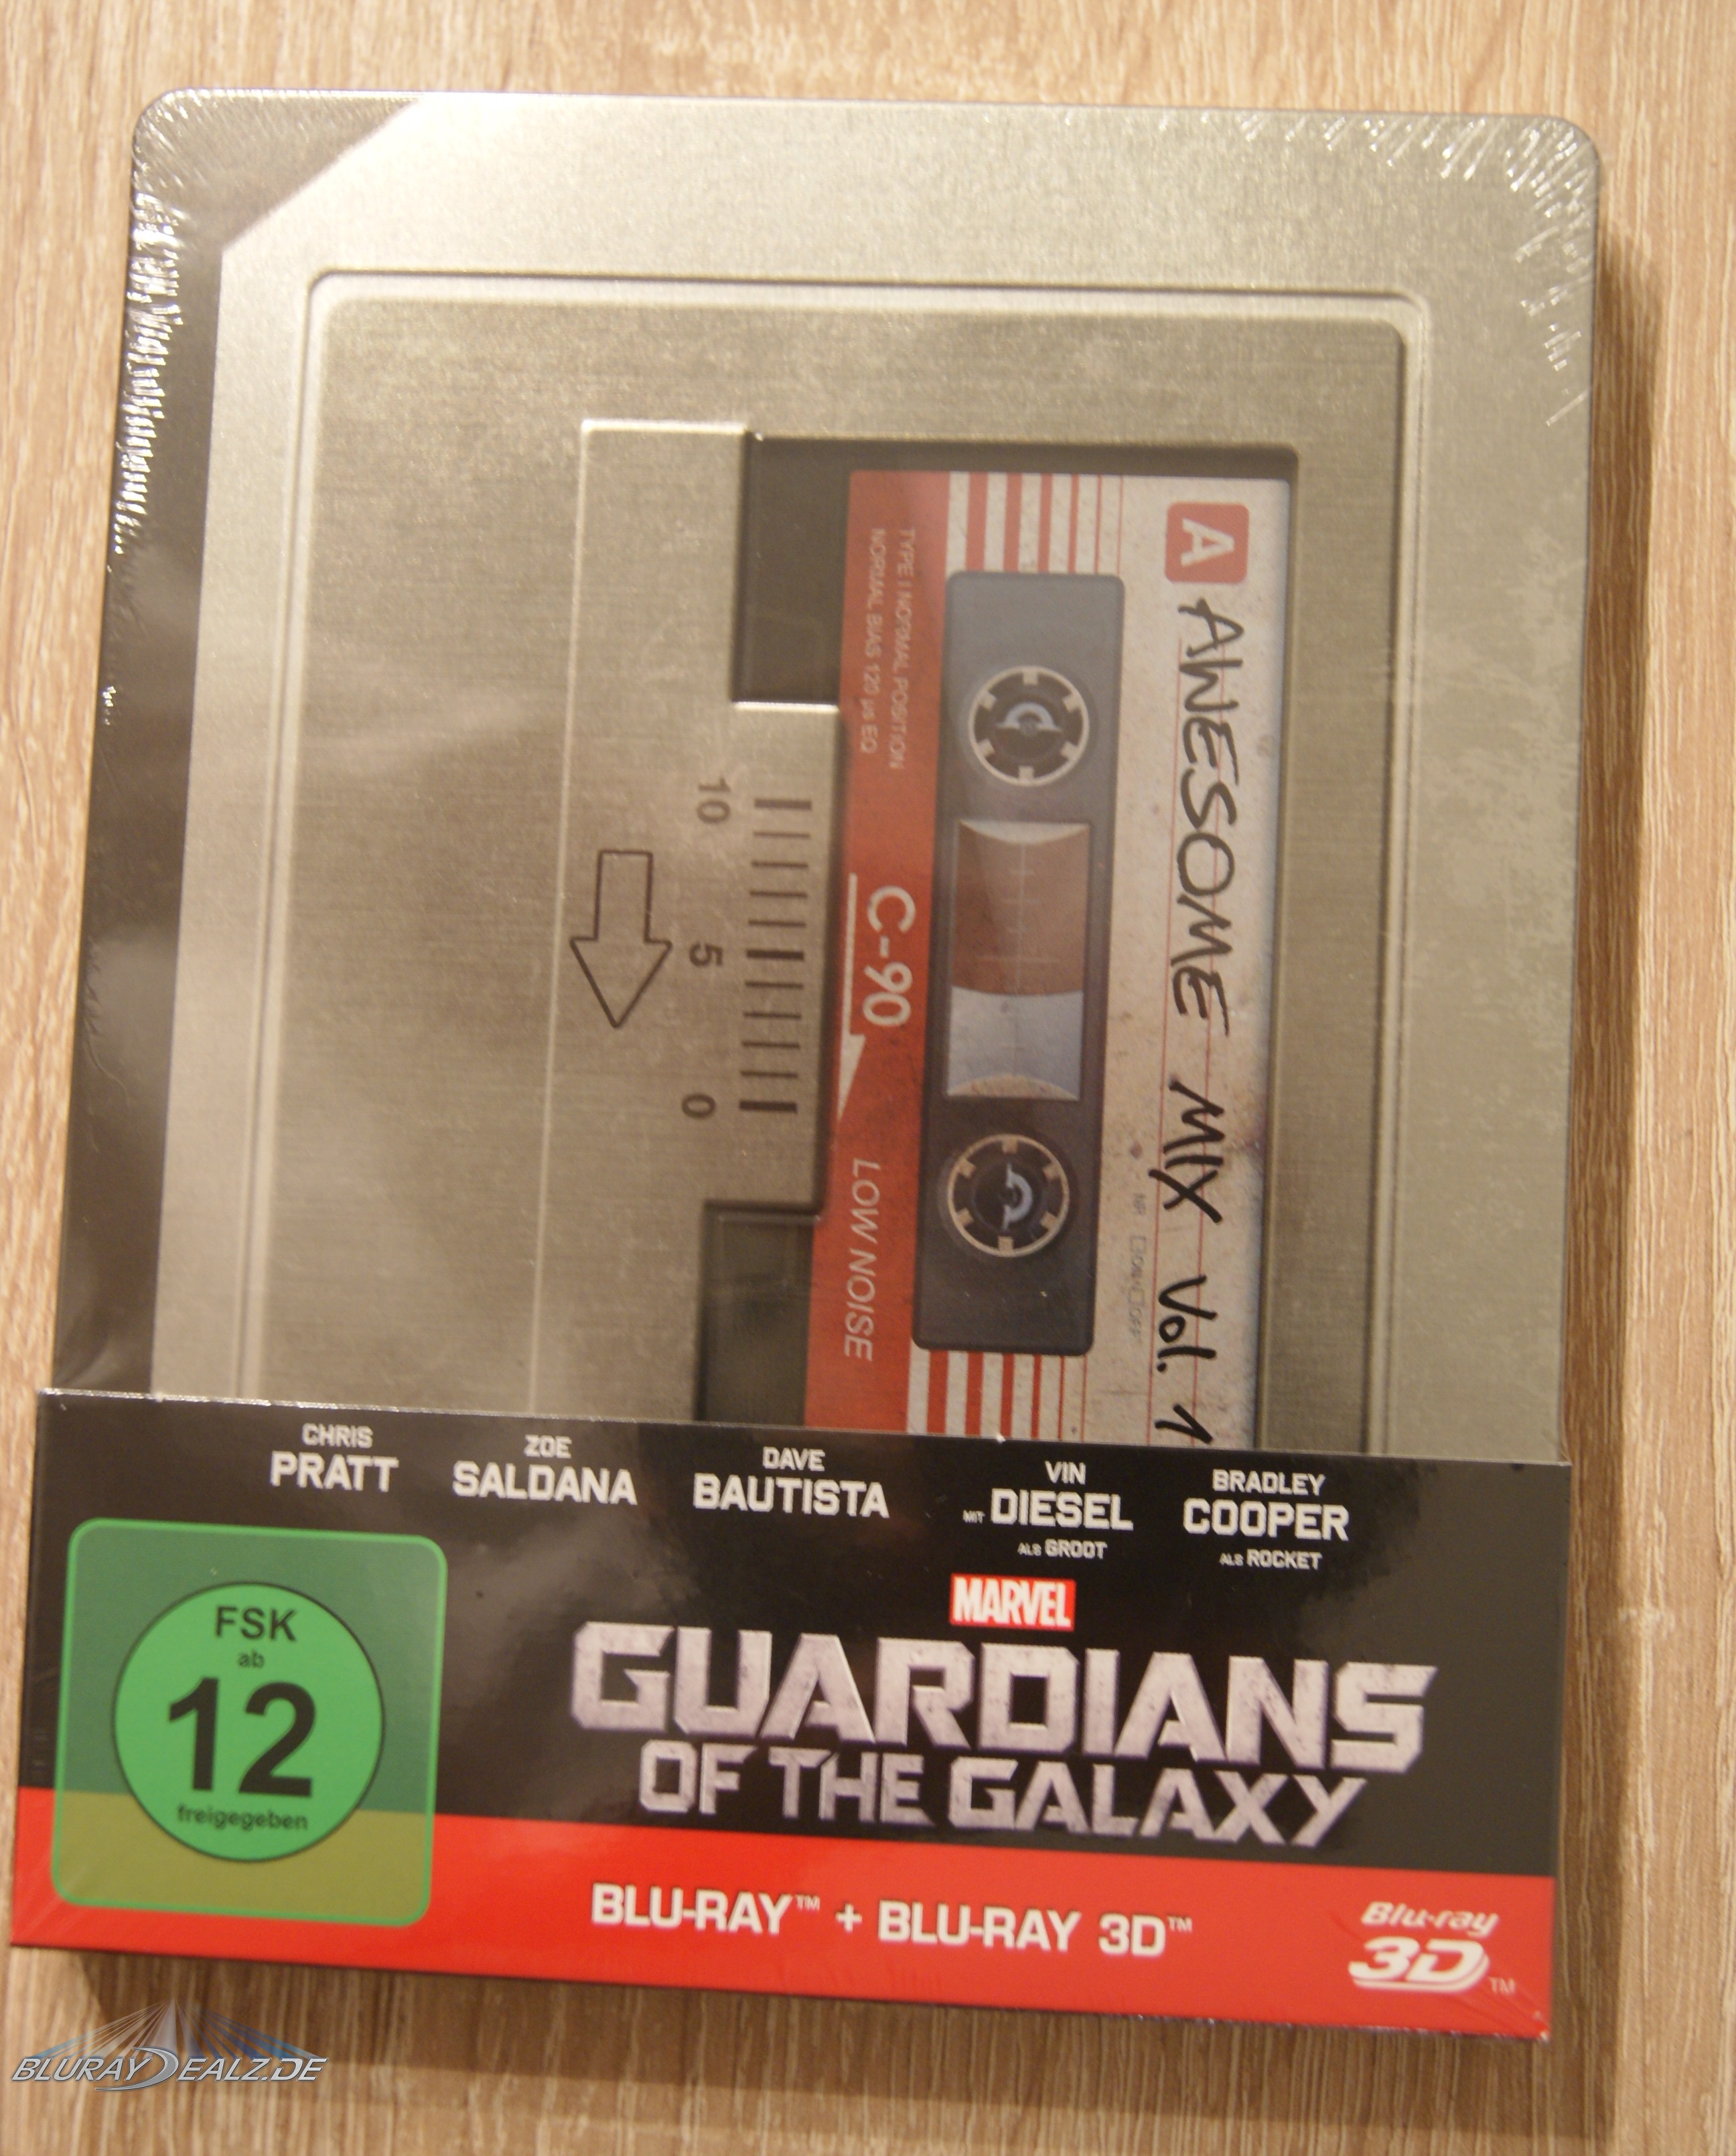 A
AWESOME MIX Vol. 1
TYPE I NORMAL POSITION
NORMAL BIAS 120 µs EQ
C-90
LOW NOISE
10
5
0
CHRIS
PRATT
ZOE
SALDANA
DAVE
BAUTISTA
VIN
MIT DIESEL
ALS GROOT
BRADLEY
COOPER
ALS ROCKET
MARVEL
GUARDIANS
OF THE GALAXY
FSK
ab
12
freigegeben
BLU-RAY™ + BLU-RAY 3D™
Blu-ray
3D™
BLURAYDEALZ.DE